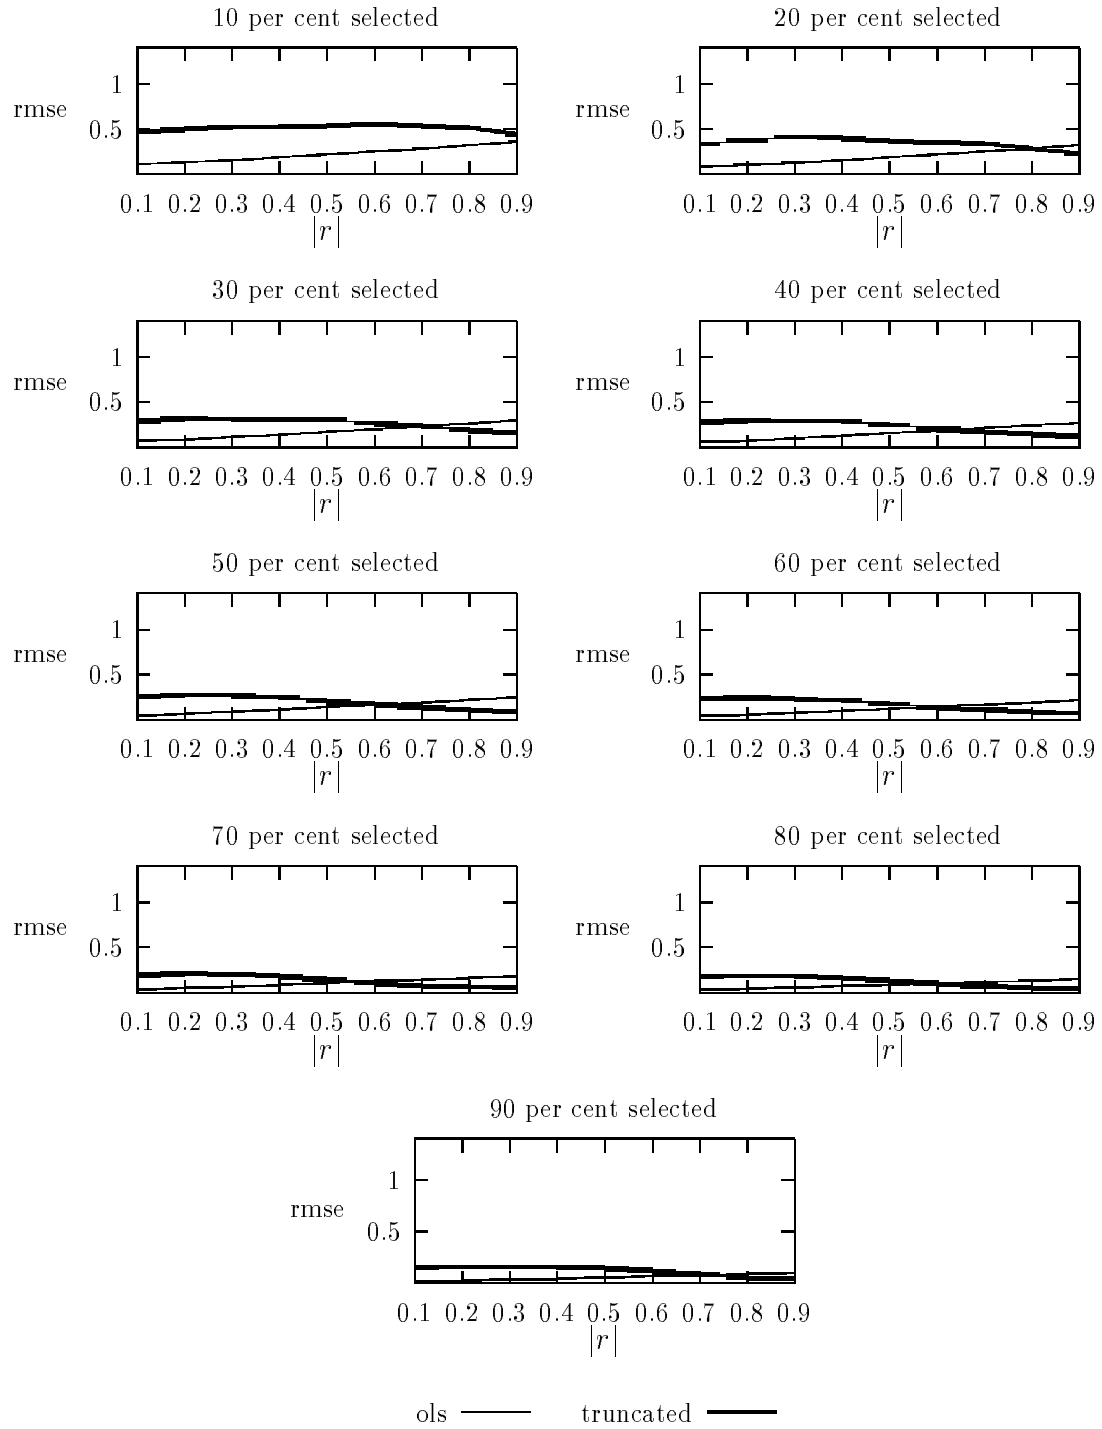 10 per cent selected
20 per cent selected
1
1
rmse
rmse
0.5
0.5
0.1 0.2 0.3 0.4 0.5 0.6 0.7 0.8 0.9
0.1 0.2 0.3 0.4 0.5 0.6 0.7 0.8 0.9
|r|
|r|
30 per cent selected
40 per cent selected
1
1
rmse
rmse
0.5
0.5
0.1 0.2 0.3 0.4 0.5 0.6 0.7 0.8 0.9
0.1 0.2 0.3 0.4 0.5 0.6 0.7 0.8 0.9
|r|
|r|
50 per cent selected
60 per cent selected
1
1
rmse
rmse
0.5
0.5
0.1 0.2 0.3 0.4 0.5 0.6 0.7 0.8 0.9
0.1 0.2 0.3 0.4 0.5 0.6 0.7 0.8 0.9
|r|
|r|
70 per cent selected
80 per cent selected
1
1
rmse
rmse
0.5
0.5
0.1 0.2 0.3 0.4 0.5 0.6 0.7 0.8 0.9
0.1 0.2 0.3 0.4 0.5 0.6 0.7 0.8 0.9
|r|
|r|
90 per cent selected
1
rmse
0.5
0.1 0.2 0.3 0.4 0.5 0.6 0.7 0.8 0.9
|r|
ols
truncated